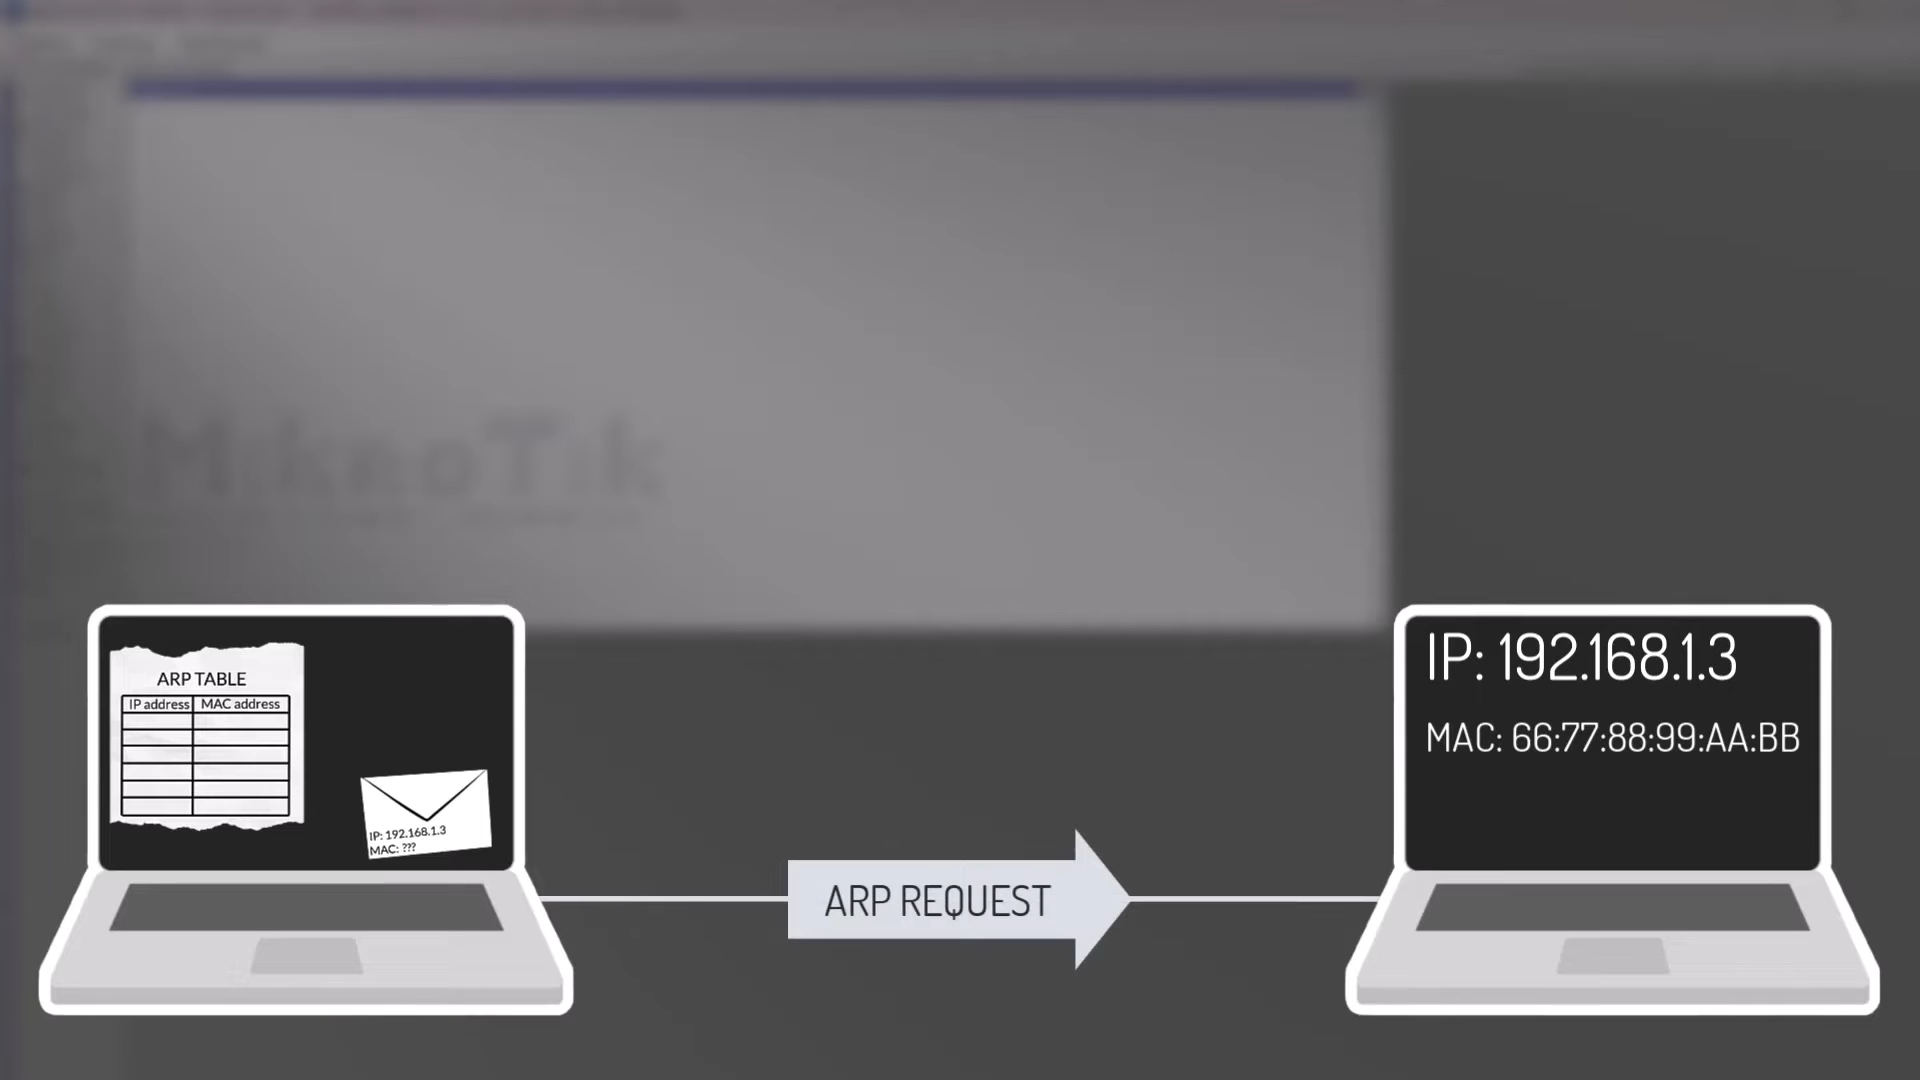 MikroTik
ARP TABLE
IP address MAC address
IP: 192.168.1.3
MAC: ???
ARP REQUEST
IP: 192.168.1.3
MAC: 66:77:88:99:AA:BB